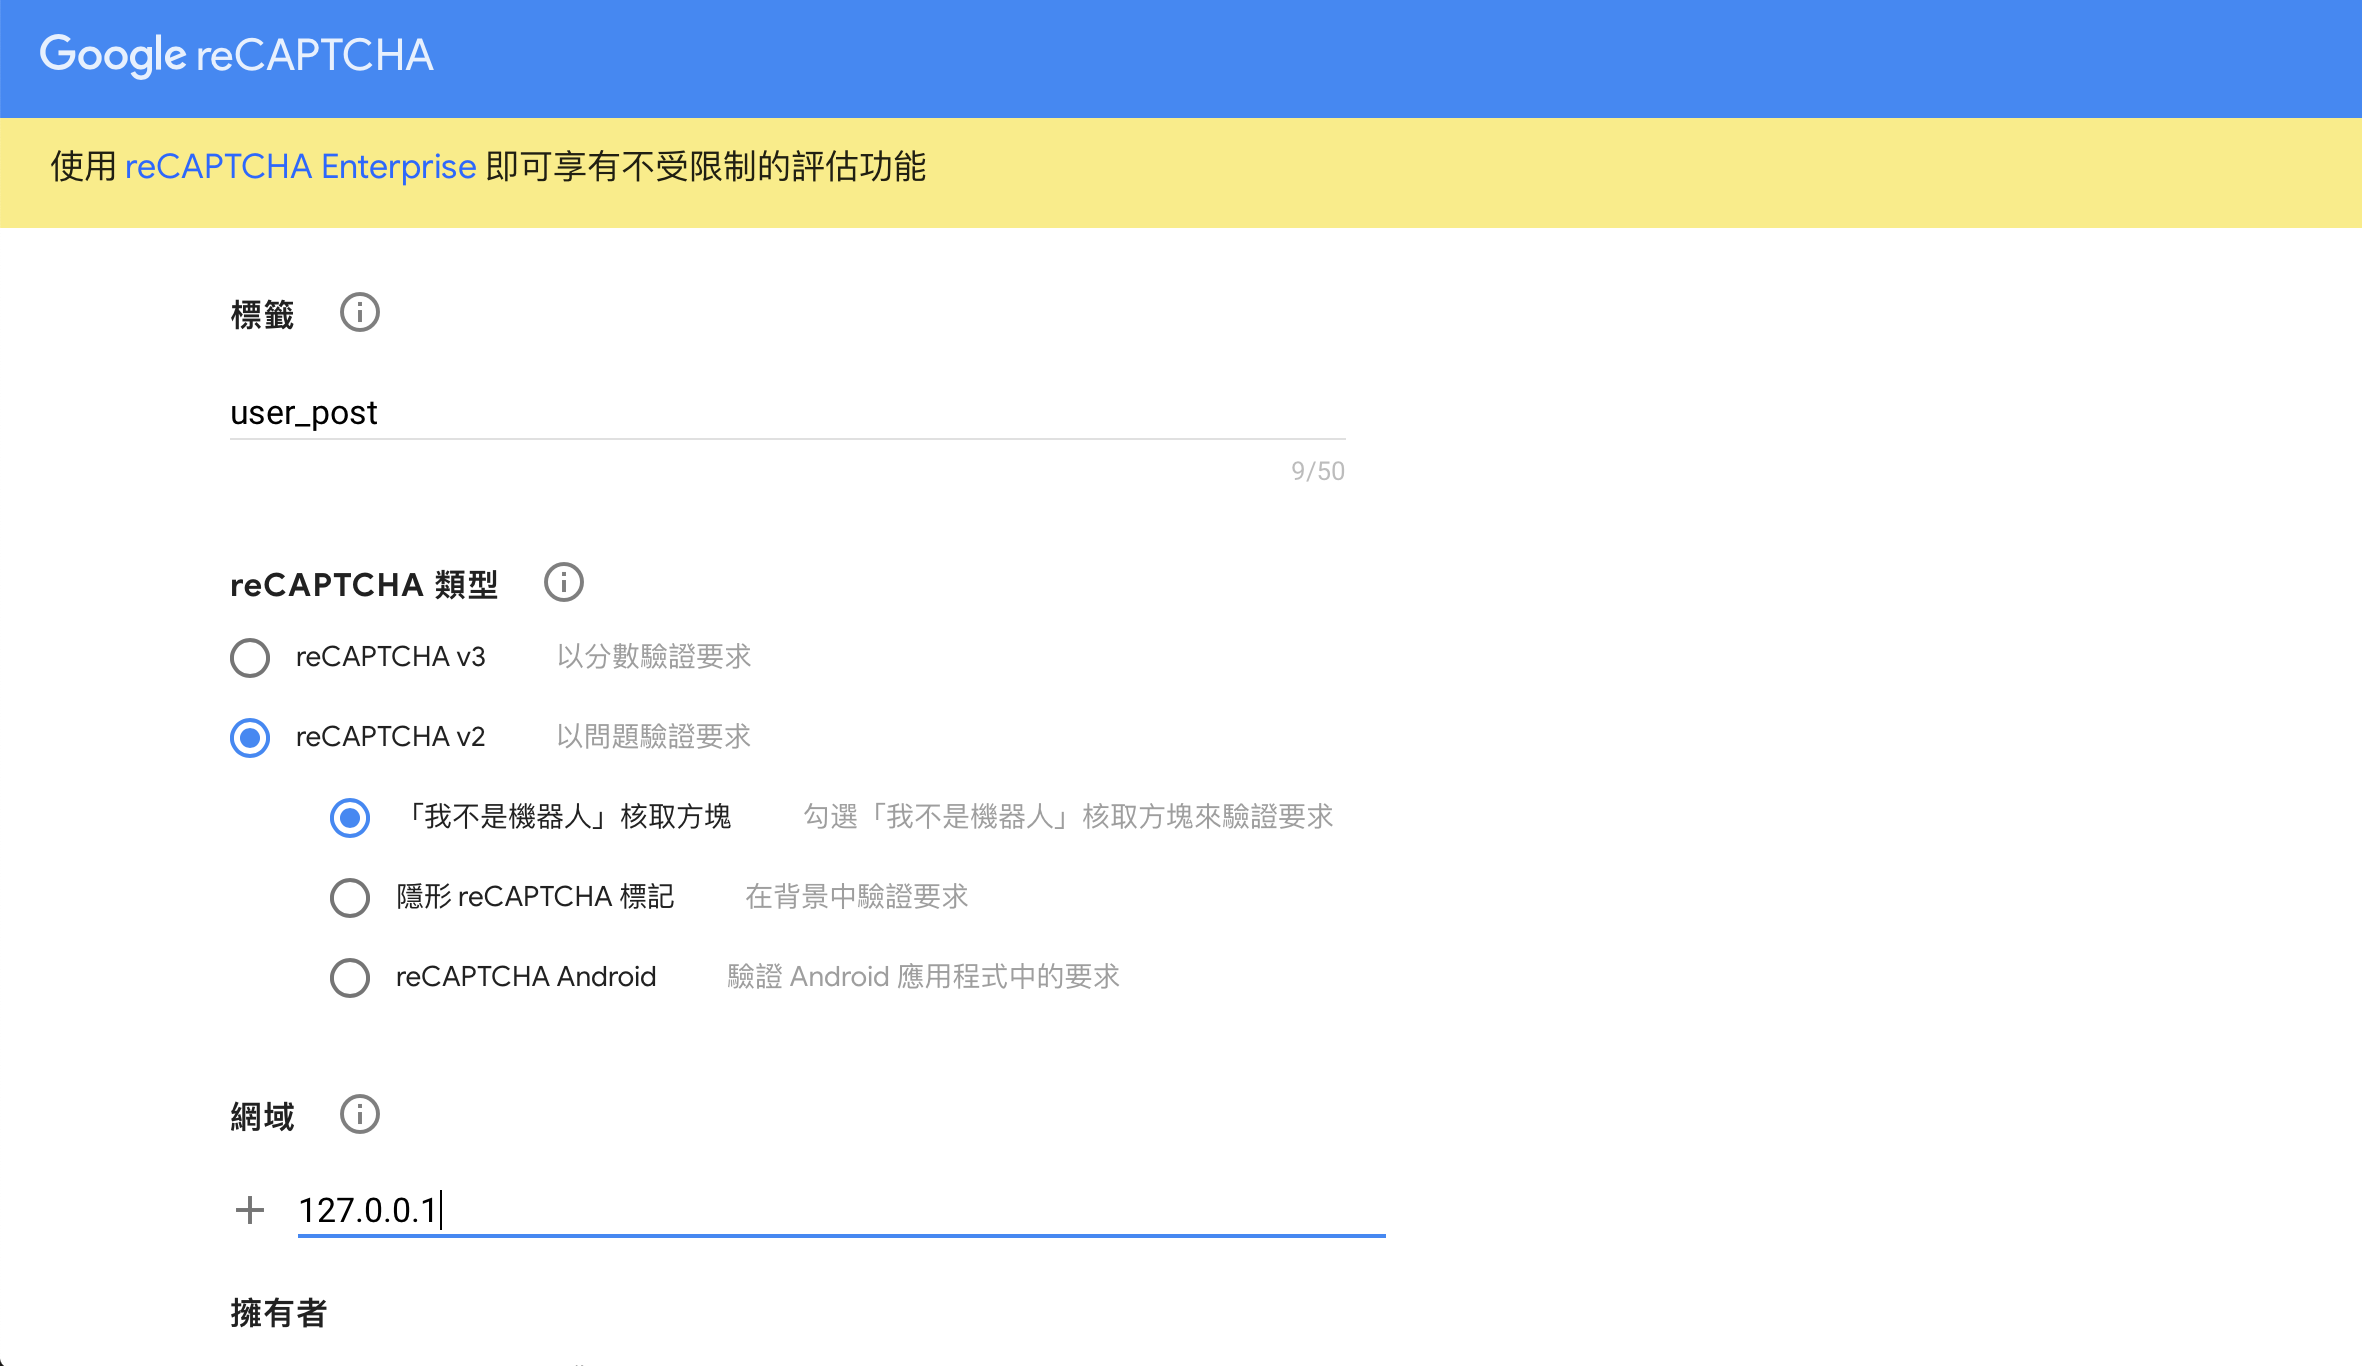 Google reCAPTCHA
使用 reCAPTCHA Enterprise 即可享有不受限制的評估功能
標籤
user_post
9/50
reCAPTCHA 類型
reCAPTCHA v3 以分數驗證要求
reCAPTCHA v2 以問題驗證要求
「我不是機器人」核取方塊 勾選「我不是機器人」核取方塊來驗證要求
隱形 reCAPTCHA 標記 在背景中驗證要求
reCAPTCHA Android 驗證 Android 應用程式中的要求
網域
127.0.0.1
擁有者